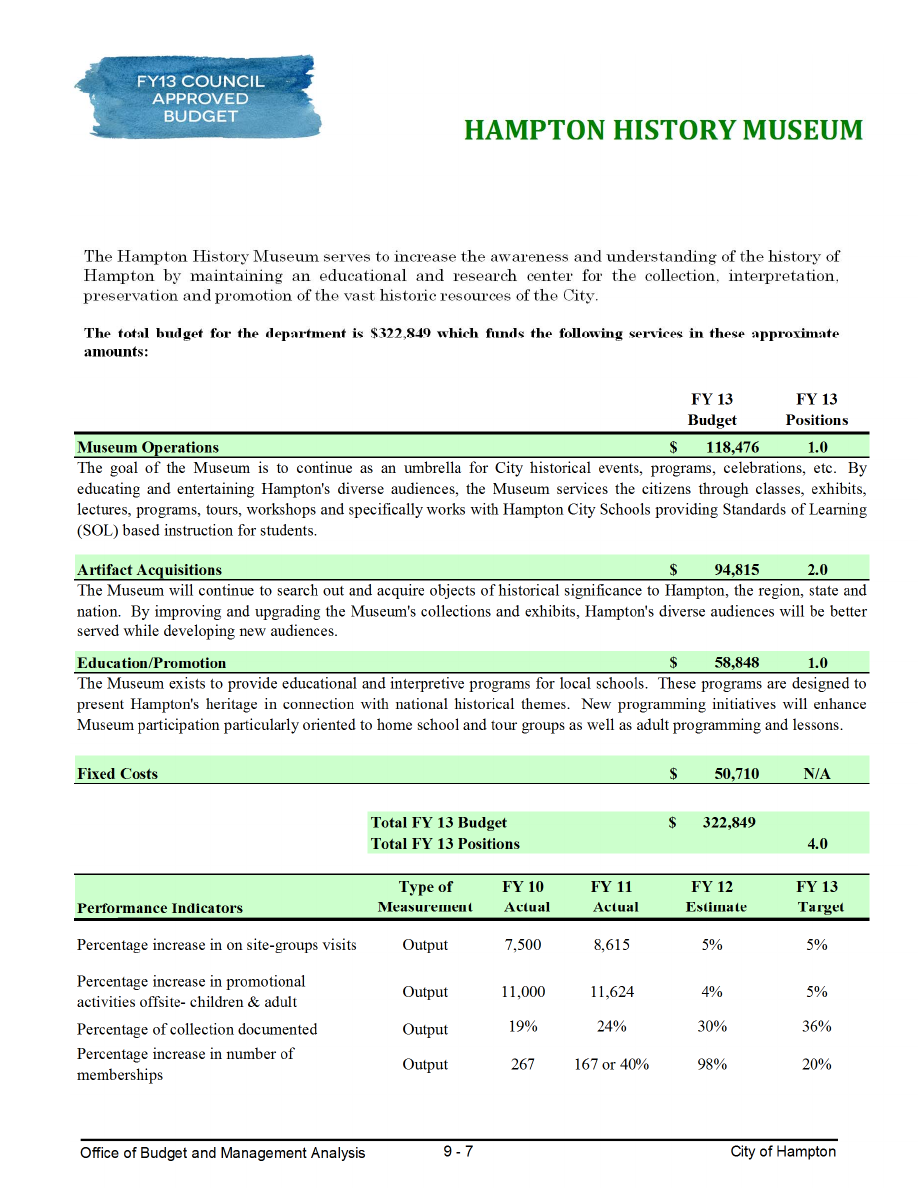 FY13 COUNCIL
APPROVED
BUDGET
HAMPTON HISTORY MUSEUM
The Hampton History Museum serves to increase the awareness and understanding of the history of
Hampton by maintaining an educational and research center for the collection, interpretation,
preservation and promotion of the vast historic resources of the City.
The total budget for the department is $322,849 which funds the following services in these approximate
amounts:
FY 13 FY 13
Budget Positions
Museum Operations $ 118,476 1.0
The goal of the Museum is to continue as an umbrella for City historical events, programs, celebrations, etc. By
educating and entertaining Hampton's diverse audiences, the Museum services the citizens through classes, exhibits,
lectures, programs, tours, workshops and specifically works with Hampton City Schools providing Standards of Learning
(SOL) based instruction for students.
Artifact Acquisitions $ 94,815 2.0
The Museum will continue to search out and acquire objects of historical significance to Hampton, the region, state and
nation. By improving and upgrading the Museum's collections and exhibits, Hampton's diverse audiences will be better
served while developing new audiences.
Education/Promotion $ 58,848 1.0
The Museum exists to provide educational and interpretive programs for local schools. These programs are designed to
present Hampton's heritage in connection with national historical themes. New programming initiatives will enhance
Museum participation particularly oriented to home school and tour groups as well as adult programming and lessons.
Fixed Costs $ 50,710 N/A
Total FY 13 Budget $ 322,849
Total FY 13 Positions 4.0
Type of FY 10 FY 11 FY 12 FY 13
Performance Indicators Measurement Actual Actual Estimate Target
Percentage increase in on site-groups visits Output 7,500 8,615 5% 5%
Percentage increase in promotional
activities offsite- children & adult Output 11,000 11,624 4% 5%
Percentage of collection documented Output 19% 24% 30% 36%
Percentage increase in number of
memberships Output 267 167 or 40% 98% 20%
Office of Budget and Management Analysis 9 - 7 City of Hampton